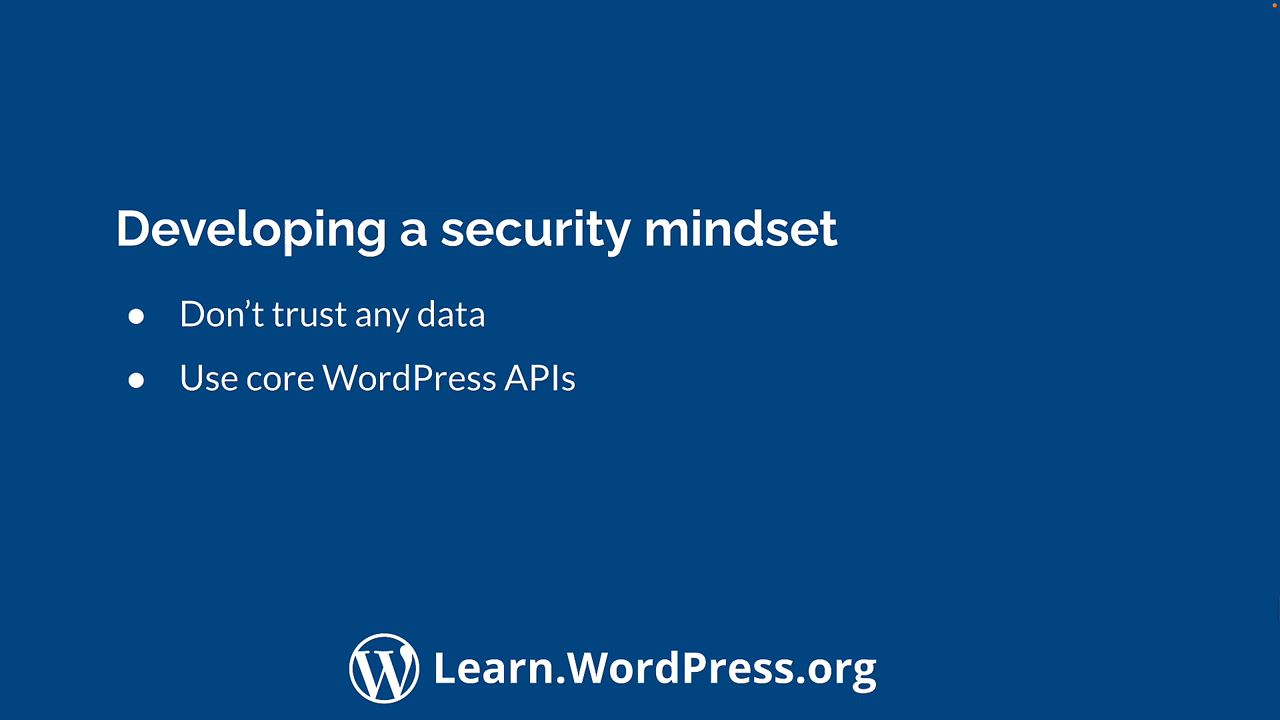 Developing a security mindset
● Don’t trust any data
● Use core WordPress APIs
Learn.WordPress.org